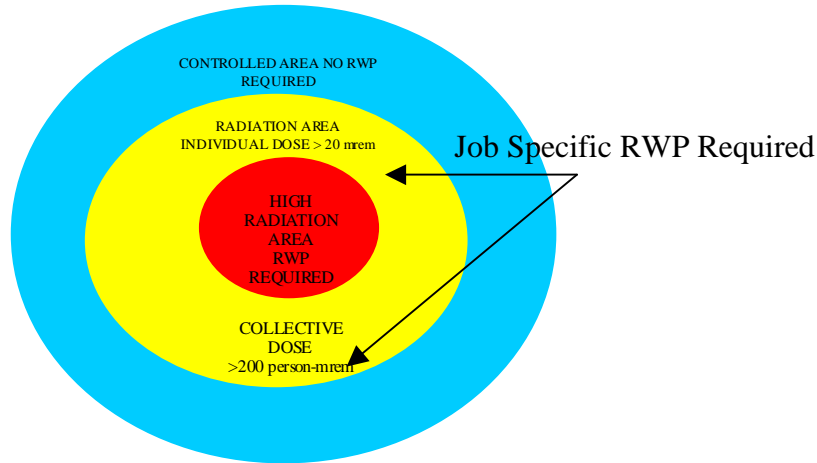 CONTROLLED AREA NO RWP
REQUIRED
RADIATION AREA
INDIVIDUAL DOSE > 20 mrem
Job Specific RWP Required
HIGH
RADIATION
AREA
RWP
REQUIRED
COLLECTIVE
DOSE
>200 person-mrem